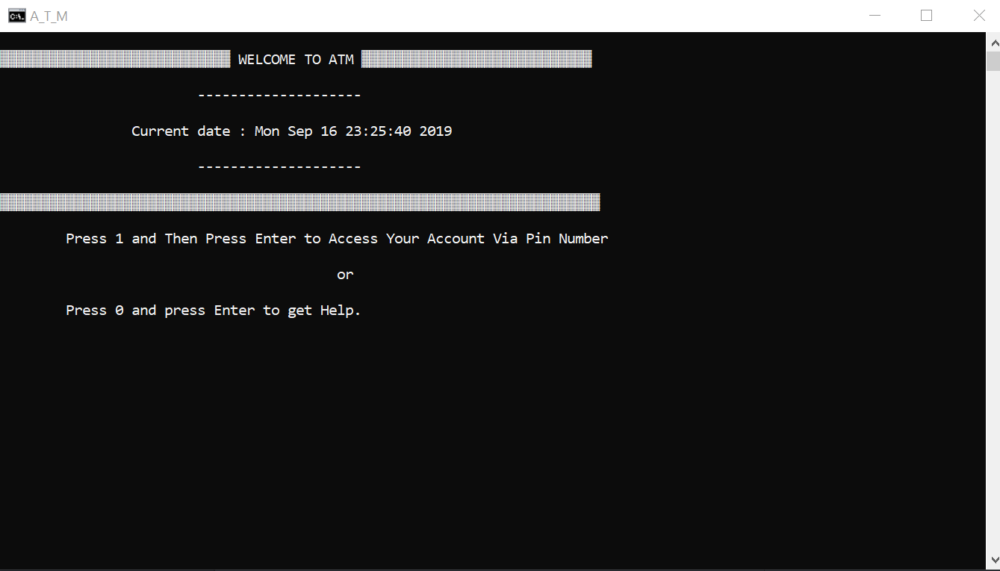 A_T_M
WELCOME TO ATM
--------------------
Current date : Mon Sep 16 23:25:40 2019
--------------------
Press 1 and Then Press Enter to Access Your Account Via Pin Number
or
Press 0 and press Enter to get Help.